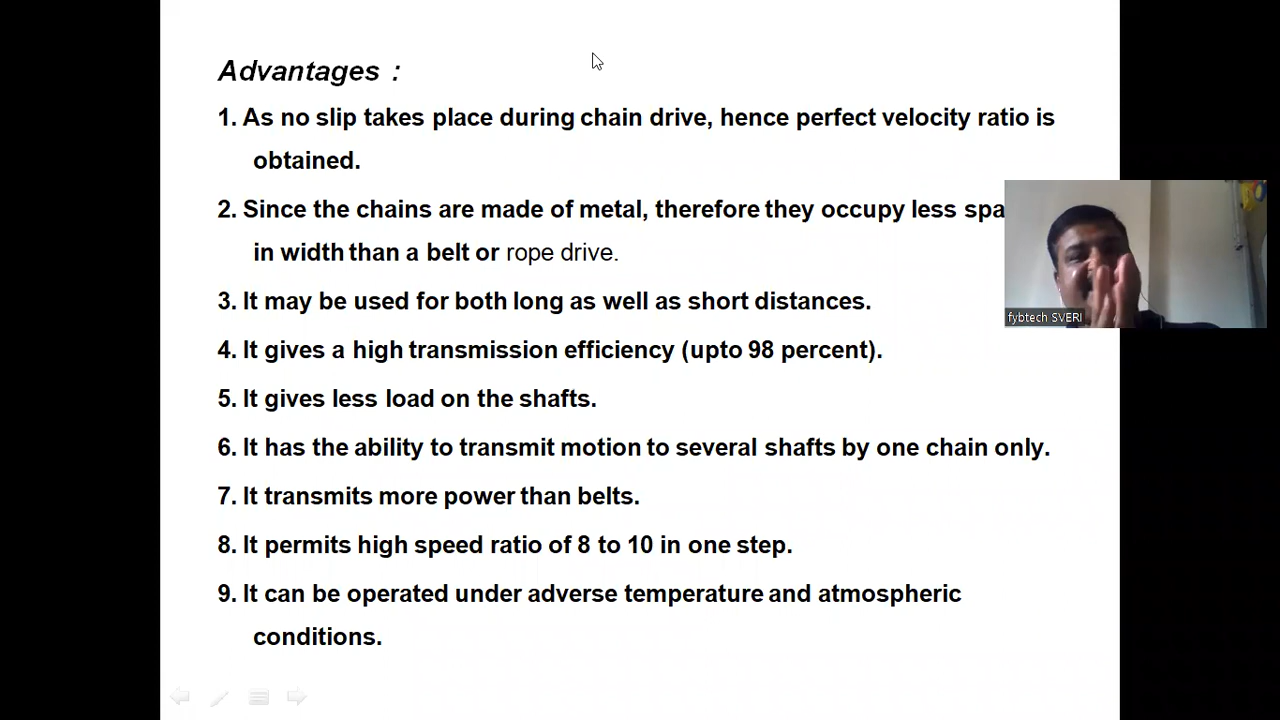 Advantages :
1. As no slip takes place during chain drive, hence perfect velocity ratio is
obtained.
2. Since the chains are made of metal, therefore they occupy less spa
in width than a belt or rope drive.
3. It may be used for both long as well as short distances.
4. It gives a high transmission efficiency (upto 98 percent).
5. It gives less load on the shafts.
6. It has the ability to transmit motion to several shafts by one chain only.
7. It transmits more power than belts.
8. It permits high speed ratio of 8 to 10 in one step.
9. It can be operated under adverse temperature and atmospheric
conditions.
fybtech SVERI